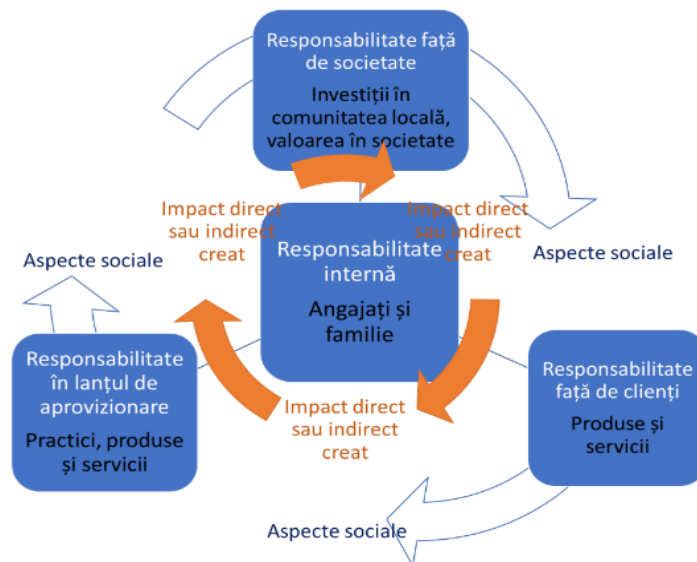 Responsabilitate față
de societate
Investiții în
comunitatea locală,
valoarea în societate
Impact direct
sau indirect
creat
Impact direct
sau indirect
creat
Aspecte sociale
Responsabilitate
internă
Angajați și
familie
Aspecte sociale
Responsabilitate
în lanțul de
aprovizionare
Practici, produse
și servicii
Responsabilitate
față de clienți
Produse și
servicii
Impact direct
sau indirect
creat
Aspecte sociale